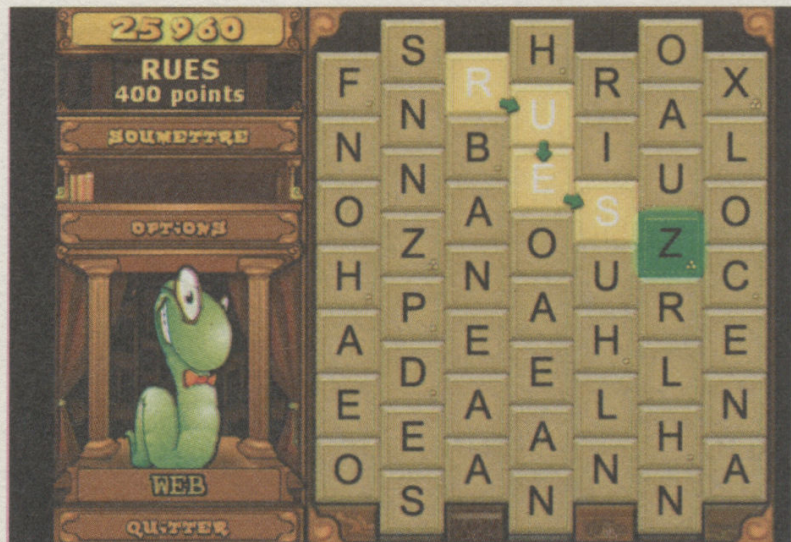 25960
RUES
400 points
SOUMETTRE
OPTIONS
WEB
QUITTER
S H O
F R R X
N U A
N B I L
N E U
O A S O
Z O Z
H N U C
P A R
A E H E
D E L
E A L N
E A H
O A N A
S N N